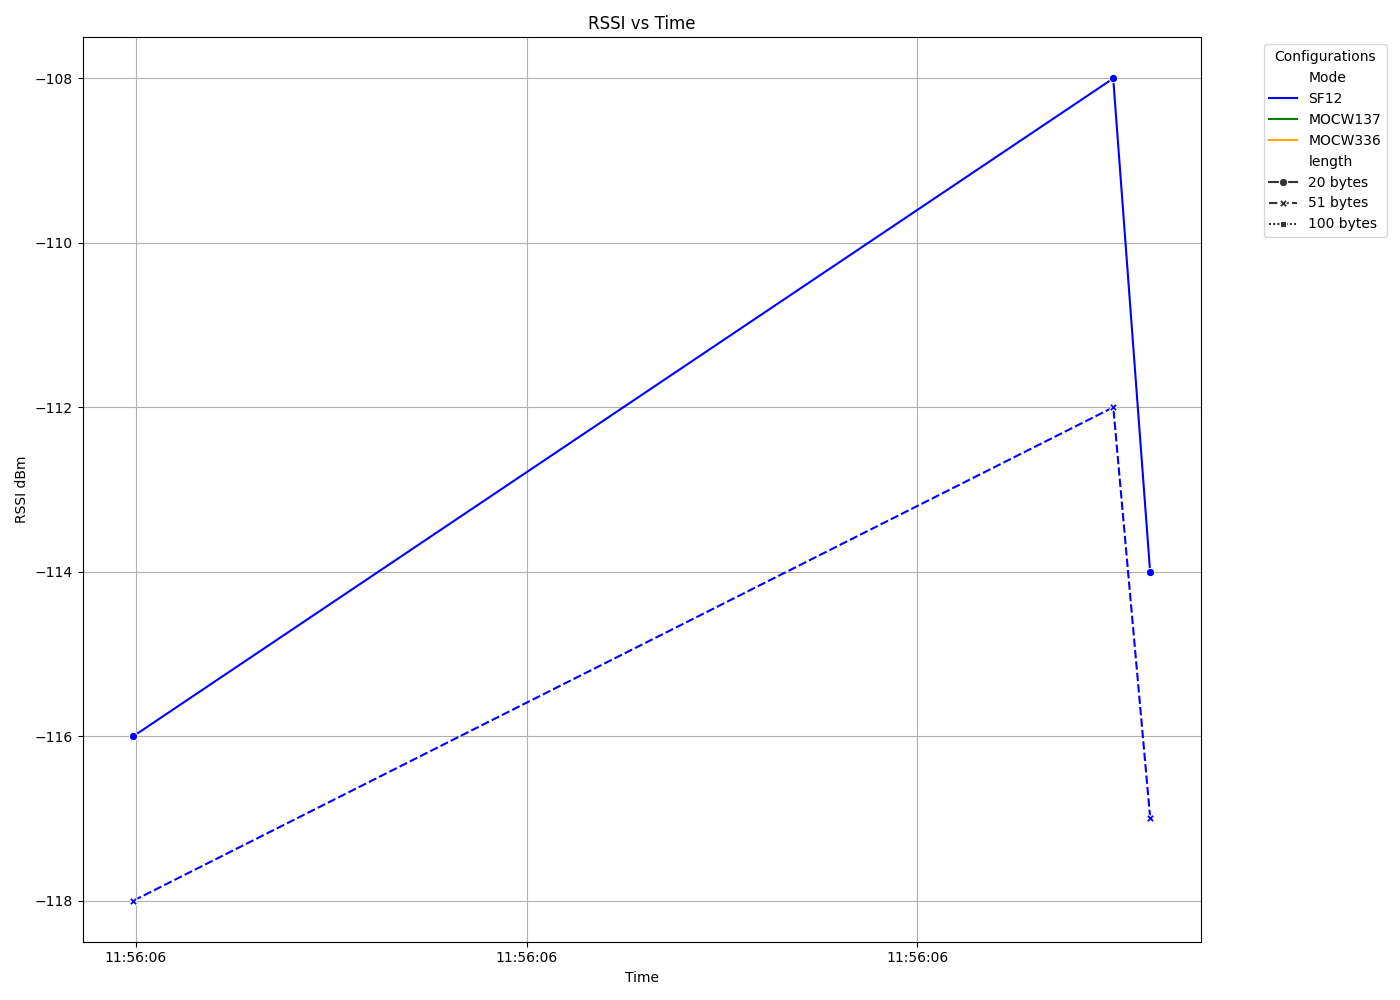 RSSI vs Time
RSSI dBm
−108
−110
−112
−114
−116
−118
11:56:06
11:56:06
11:56:06
Time
Configurations
Mode
SF12
MOCW137
MOCW336
length
20 bytes
51 bytes
100 bytes